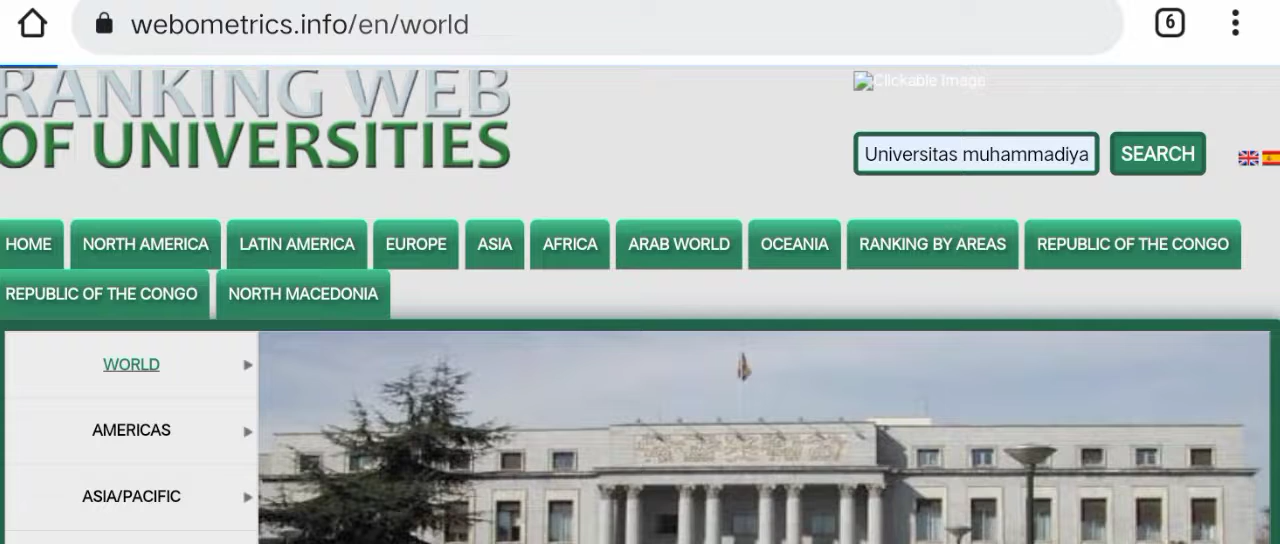 webometrics.info/en/world
6
RANKING WEB
OF UNIVERSITIES
Clickable Image
Universitas muhammadiya
SEARCH
HOME NORTH AMERICA LATIN AMERICA EUROPE ASIA AFRICA ARAB WORLD OCEANIA RANKING BY AREAS REPUBLIC OF THE CONGO
REPUBLIC OF THE CONGO NORTH MACEDONIA
WORLD
AMERICAS
ASIA/PACIFIC